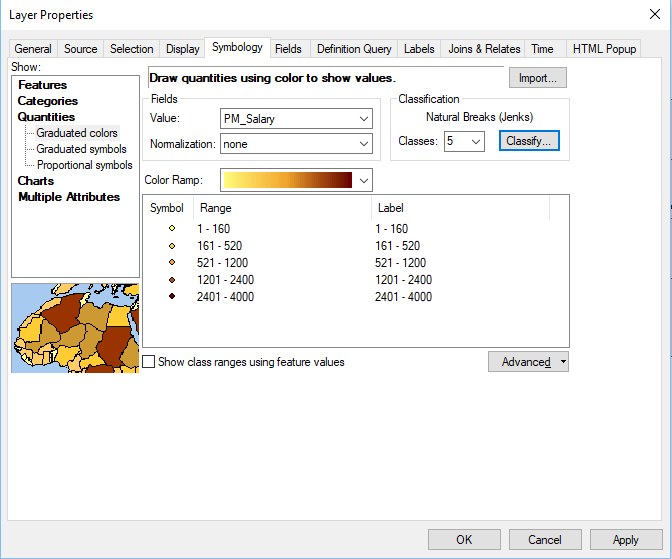 Layer Properties
General Source Selection Display Symbology Fields Definition Query Labels Joins & Relates Time HTML Popup
Show:
Features
Categories
Quantities
Graduated colors
Graduated symbols
Proportional symbols
Charts
Multiple Attributes
Draw quantities using color to show values.
Import...
Fields
Value: PM_Salary
Normalization: none
Classification
Natural Breaks (Jenks)
Classes: 5 Classify...
Color Ramp:
Symbol Range Label
1 - 160 1 - 160
161 - 520 161 - 520
521 - 1200 521 - 1200
1201 - 2400 1201 - 2400
2401 - 4000 2401 - 4000
Show class ranges using feature values
Advanced
OK Cancel Apply